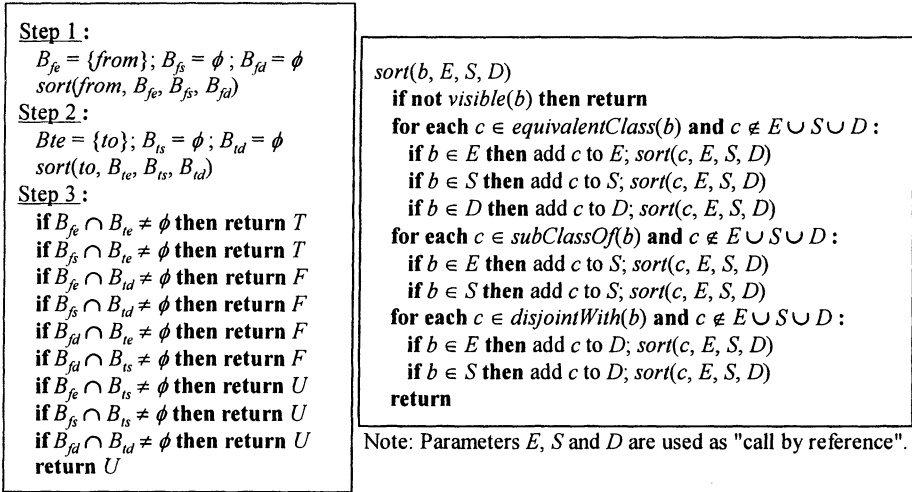 Step 1 :
B_fe = {from}; B_fs = ϕ ; B_fd = ϕ
sort(from, B_fe, B_fs, B_fd)
Step 2 :
Bte = {to}; B_ts = ϕ ; B_td = ϕ
sort(to, B_te, B_ts, B_td)
Step 3 :
if B_fe ∩ B_te ≠ ϕ then return T
if B_fs ∩ B_te ≠ ϕ then return T
if B_fe ∩ B_td ≠ ϕ then return F
if B_fs ∩ B_td ≠ ϕ then return F
if B_fd ∩ B_te ≠ ϕ then return F
if B_fd ∩ B_ts ≠ ϕ then return F
if B_fe ∩ B_ts ≠ ϕ then return U
if B_fs ∩ B_ts ≠ ϕ then return U
if B_fd ∩ B_td ≠ ϕ then return U
return U
sort(b, E, S, D)
if not visible(b) then return
for each c ∈ equivalentClass(b) and c ∉ E ∪ S ∪ D :
if b ∈ E then add c to E; sort(c, E, S, D)
if b ∈ S then add c to S; sort(c, E, S, D)
if b ∈ D then add c to D; sort(c, E, S, D)
for each c ∈ subClassOf(b) and c ∉ E ∪ S ∪ D :
if b ∈ E then add c to S; sort(c, E, S, D)
if b ∈ S then add c to S; sort(c, E, S, D)
for each c ∈ disjointWith(b) and c ∉ E ∪ S ∪ D :
if b ∈ E then add c to D; sort(c, E, S, D)
if b ∈ S then add c to D; sort(c, E, S, D)
return
Note: Parameters E, S and D are used as "call by reference".